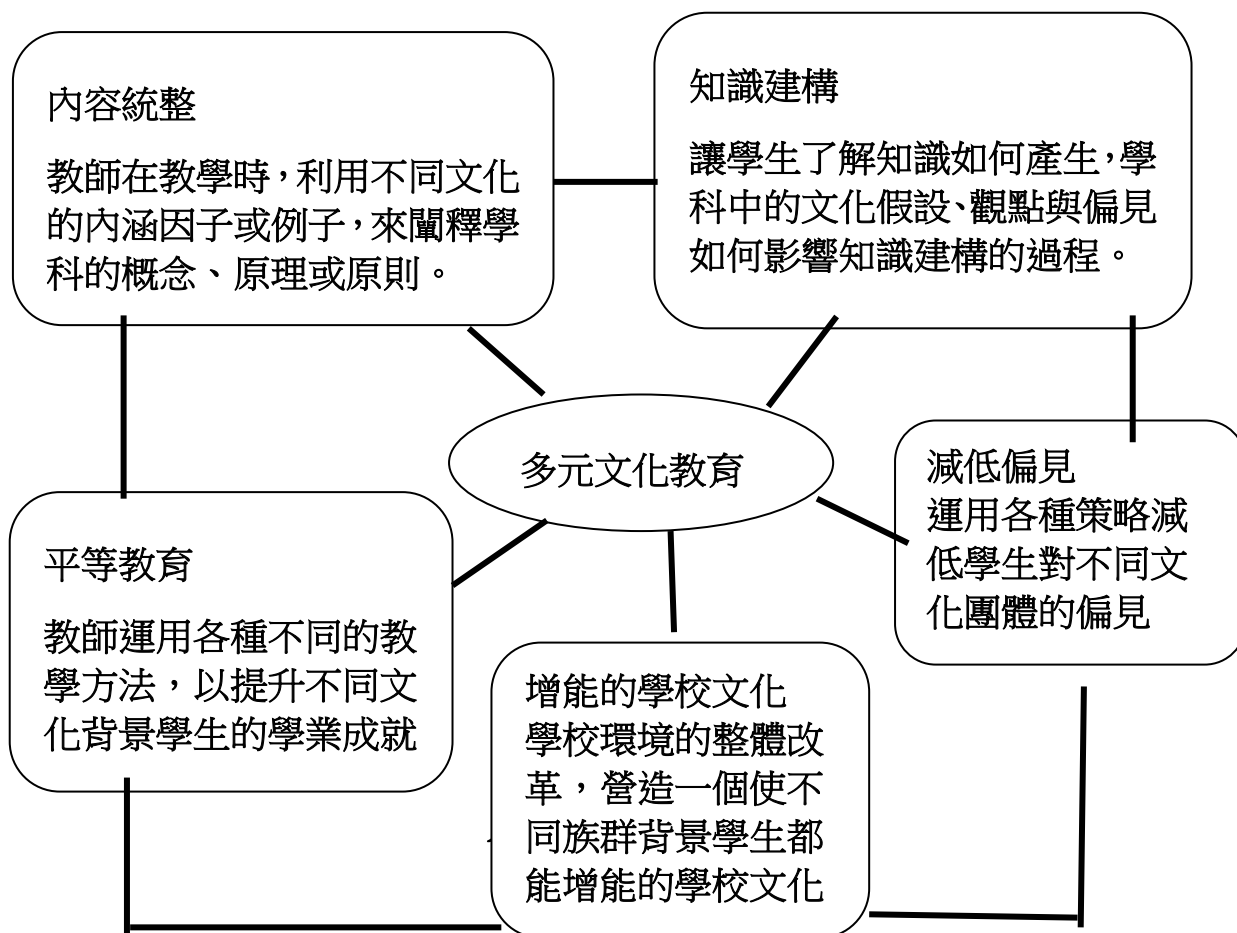 內容統整
教師在教學時，利用不同文化
的內涵因子或例子，來闡釋學
科的概念、原理或原則。
知識建構
讓學生了解知識如何產生，學
科中的文化假設、觀點與偏見
如何影響知識建構的過程。
多元文化教育
減低偏見
運用各種策略減
低學生對不同文
化團體的偏見
平等教育
教師運用各種不同的教
學方法，以提升不同文
化背景學生的學業成就
增能的學校文化
學校環境的整體改
革，營造一個使不
同族群背景學生都
能增能的學校文化